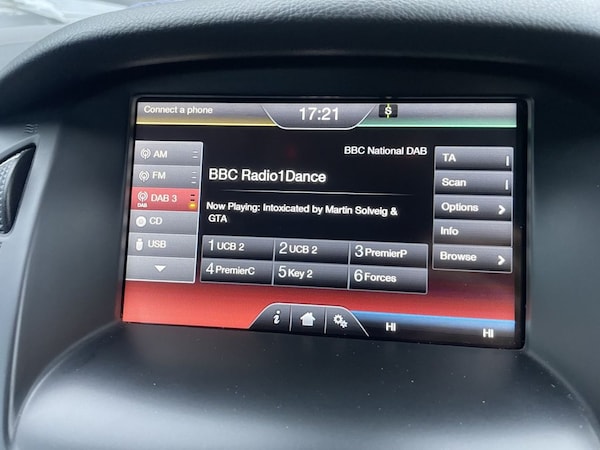 Connect a phone
17:21
S
BBC National DAB
AM
FM
DAB 3
DAB
CD
USB
BBC Radio1Dance
Now Playing: Intoxicated by Martin Solveig &
GTA
1 UCB 2
2 UCB 2
3 PremierP
4 PremierC
5 Key 2
6 Forces
TA
Scan
Options
Info
Browse
i
HI
HI